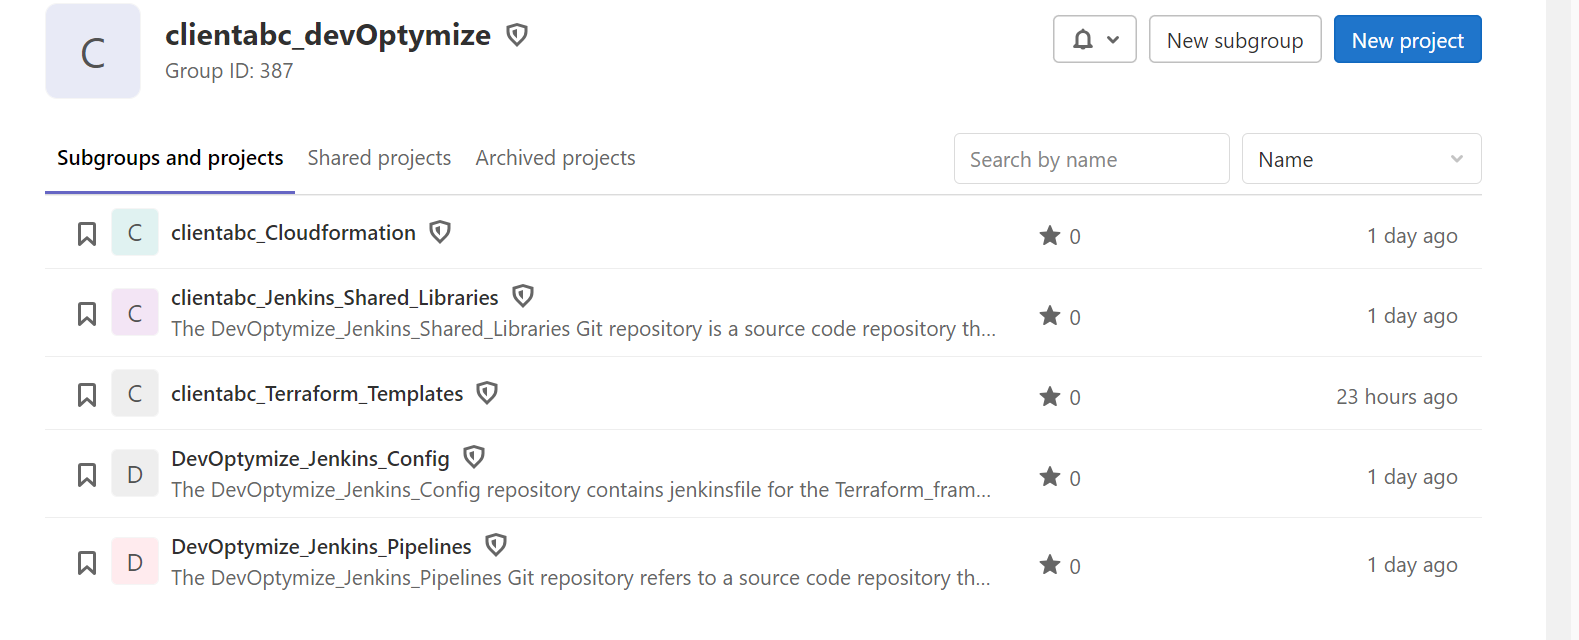 C
clientabc_devOptymize
Group ID: 387
New subgroup
New project
Subgroups and projects
Shared projects
Archived projects
Search by name
Name
C
clientabc_Cloudformation
0
1 day ago
C
clientabc_Jenkins_Shared_Libraries
The DevOptymize_Jenkins_Shared_Libraries Git repository is a source code repository th...
0
1 day ago
C
clientabc_Terraform_Templates
0
23 hours ago
D
DevOptymize_Jenkins_Config
The DevOptymize_Jenkins_Config repository contains jenkinsfile for the Terraform_fram...
0
1 day ago
D
DevOptymize_Jenkins_Pipelines
The DevOptymize_Jenkins_Pipelines Git repository refers to a source code repository th...
0
1 day ago